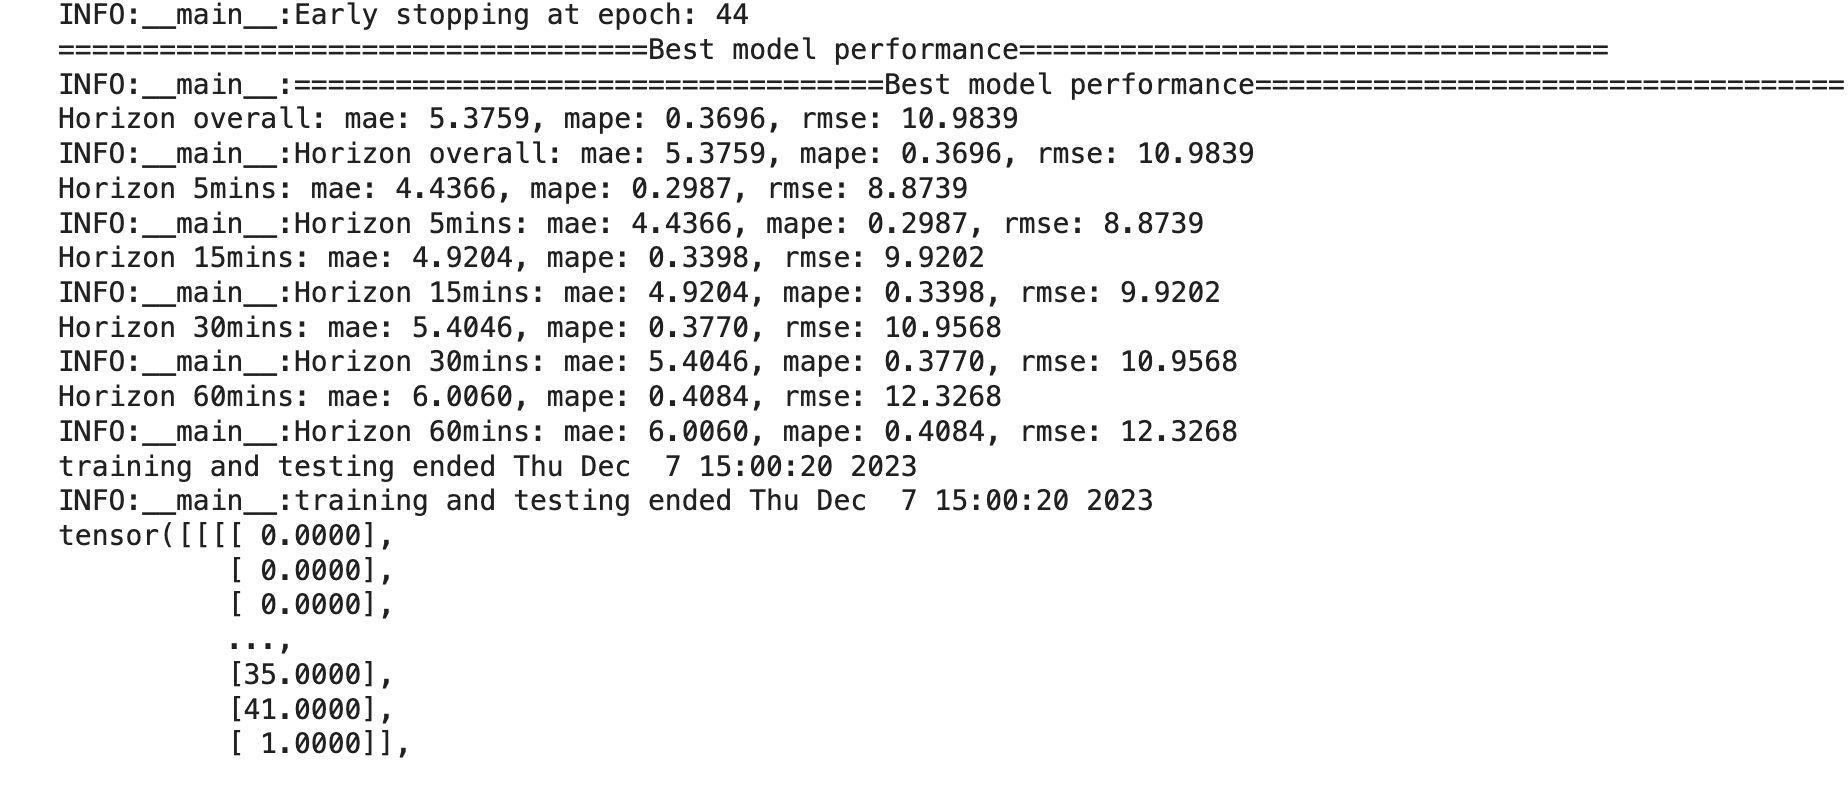 INFO:__main__:Early stopping at epoch: 44
===================================Best model performance===================================
INFO:__main__:===================================Best model performance===================================
Horizon overall: mae: 5.3759, mape: 0.3696, rmse: 10.9839
INFO:__main__:Horizon overall: mae: 5.3759, mape: 0.3696, rmse: 10.9839
Horizon 5mins: mae: 4.4366, mape: 0.2987, rmse: 8.8739
INFO:__main__:Horizon 5mins: mae: 4.4366, mape: 0.2987, rmse: 8.8739
Horizon 15mins: mae: 4.9204, mape: 0.3398, rmse: 9.9202
INFO:__main__:Horizon 15mins: mae: 4.9204, mape: 0.3398, rmse: 9.9202
Horizon 30mins: mae: 5.4046, mape: 0.3770, rmse: 10.9568
INFO:__main__:Horizon 30mins: mae: 5.4046, mape: 0.3770, rmse: 10.9568
Horizon 60mins: mae: 6.0060, mape: 0.4084, rmse: 12.3268
INFO:__main__:Horizon 60mins: mae: 6.0060, mape: 0.4084, rmse: 12.3268
training and testing ended Thu Dec  7 15:00:20 2023
INFO:__main__:training and testing ended Thu Dec  7 15:00:20 2023
tensor([[[[ 0.0000],
          [ 0.0000],
          [ 0.0000],
          ...,
          [35.0000],
          [41.0000],
          [ 1.0000]],